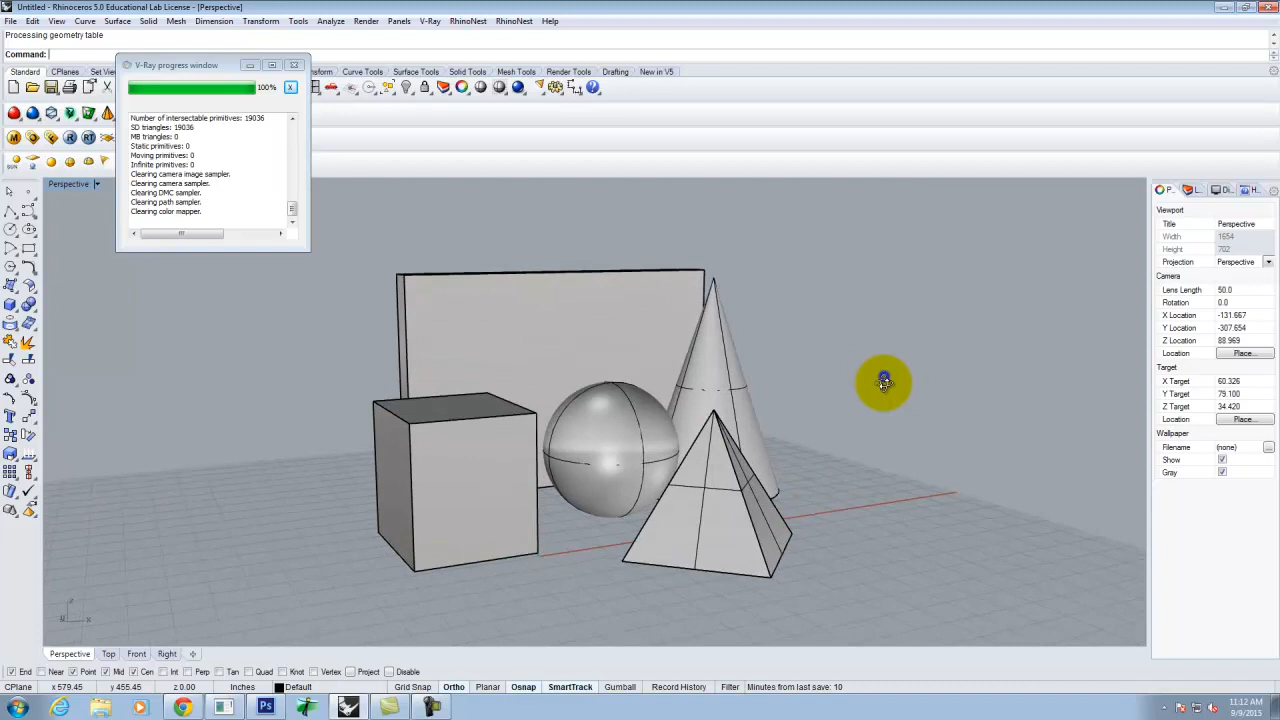 Untitled - Rhinoceros 5.0 Educational Lab License - [Perspective]
File Edit View Curve Surface Solid Mesh Dimension Transform Tools Analyze Render Panels V-Ray RhinoNest RhinoNest Help
Processing geometry table
Command:
V-Ray progress window
Standard CPlanes Set Vie nsform Curve Tools Surface Tools Solid Tools Mesh Tools Render Tools Drafting New in V5
100% X
Number of intersectable primitives: 19036
SD triangles: 19036
MB triangles: 0
Static primitives: 0
Moving primitives: 0
Infinite primitives: 0
Clearing camera image sampler.
Clearing camera sampler.
Clearing DMC sampler.
Clearing path sampler.
Clearing color mapper.
Perspective
P... L... Di... H...
Viewport
Title Perspective
Width 1654
Height 702
Projection Perspective
Camera
Lens Length 50.0
Rotation 0.0
X Location -131.667
Y Location -307.654
Z Location 88.969
Location Place...
Target
X Target 60.326
Y Target 79.100
Z Target 34.420
Location Place...
Wallpaper
Filename (none) ...
Show
Gray
z
y x
Perspective Top Front Right
End Near Point Mid Cen Int Perp Tan Quad Knot Vertex Project Disable
CPlane x 579.45 y 455.45 z 0.00 Inches Default Grid Snap Ortho Planar Osnap SmartTrack Gumball Record History Filter Minutes from last save: 10
11:12 AM
9/9/2015